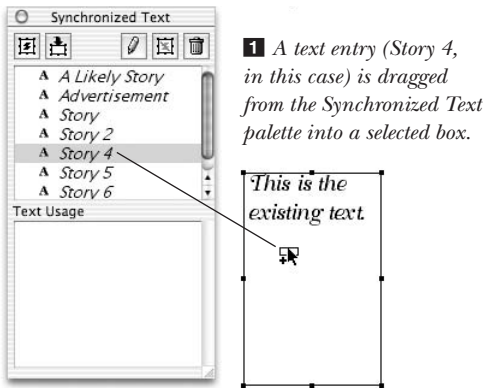 Synchronized Text
A A Likely Story
A Advertisement
A Story
A Story 2
A Story 4
A Story 5
A Story 6
Text Usage
1 A text entry (Story 4,
in this case) is dragged
from the Synchronized Text
palette into a selected box.
This is the
existing text.